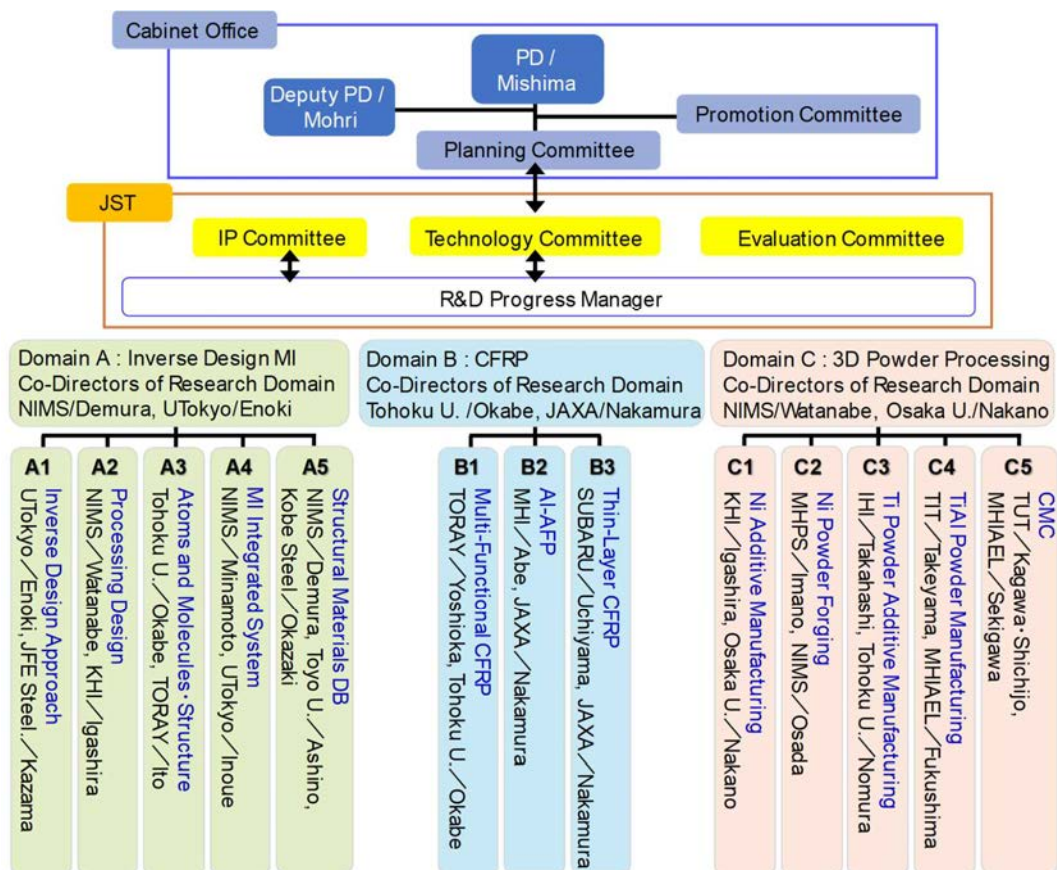 Cabinet Office
PD /
Mishima
Deputy PD /
Mohri
Promotion Committee
Planning Committee
JST
IP Committee
Technology Committee
Evaluation Committee
R&D Progress Manager
Domain A : Inverse Design MI
Co-Directors of Research Domain
NIMS/Demura, UTokyo/Enoki
A1
Inverse Design Approach
UTokyo／Enoki, JFE Steel.／Kazama
A2
Processing Design
NIMS／Watanabe, KHI／Igashira
A3
Atoms and Molecules・Structure
Tohoku U.／Okabe, TORAY／Ito
A4
MI Integrated System
NIMS／Minamoto, UTokyo／Inoue
A5
Structural Materials DB
NIMS／Demura, Toyo U.／Ashino,
Kobe Steel／Okazaki
Domain B : CFRP
Co-Directors of Research Domain
Tohoku U. /Okabe, JAXA/Nakamura
B1
Multi-Functional CFRP
TORAY／Yoshioka, Tohoku U.／Okabe
B2
AI-AFP
MHI／Abe, JAXA／Nakamura
B3
Thin-Layer CFRP
SUBARU／Uchiyama, JAXA／Nakamura
Domain C : 3D Powder Processing
Co-Directors of Research Domain
NIMS/Watanabe, Osaka U./Nakano
C1
Ni Additive Manufacturing
KHI／Igashira, Osaka U.／Nakano
C2
Ni Powder Forging
MHPS／Imano, NIMS／Osada
C3
Ti Powder Additive Manufacturing
IHI／Takahashi, Tohoku U.／Nomura
C4
TiAl Powder Manufacturing
TIT／Takeyama, MHIAEL／Fukushima
C5
CMC
TUT／Kagawa・Shichijo,
MHIAEL／Sekigawa